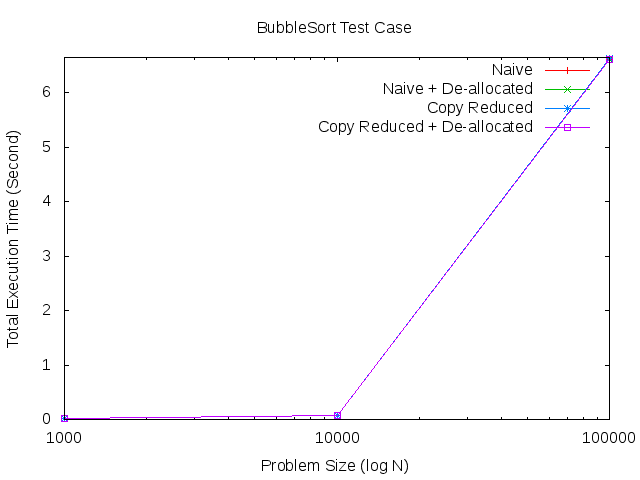 BubbleSort Test Case
Naive
Naive + De-allocated
Copy Reduced
Copy Reduced + De-allocated
Total Execution Time (Second)
6
5
4
3
2
1
0
1000 10000 100000
Problem Size (log N)